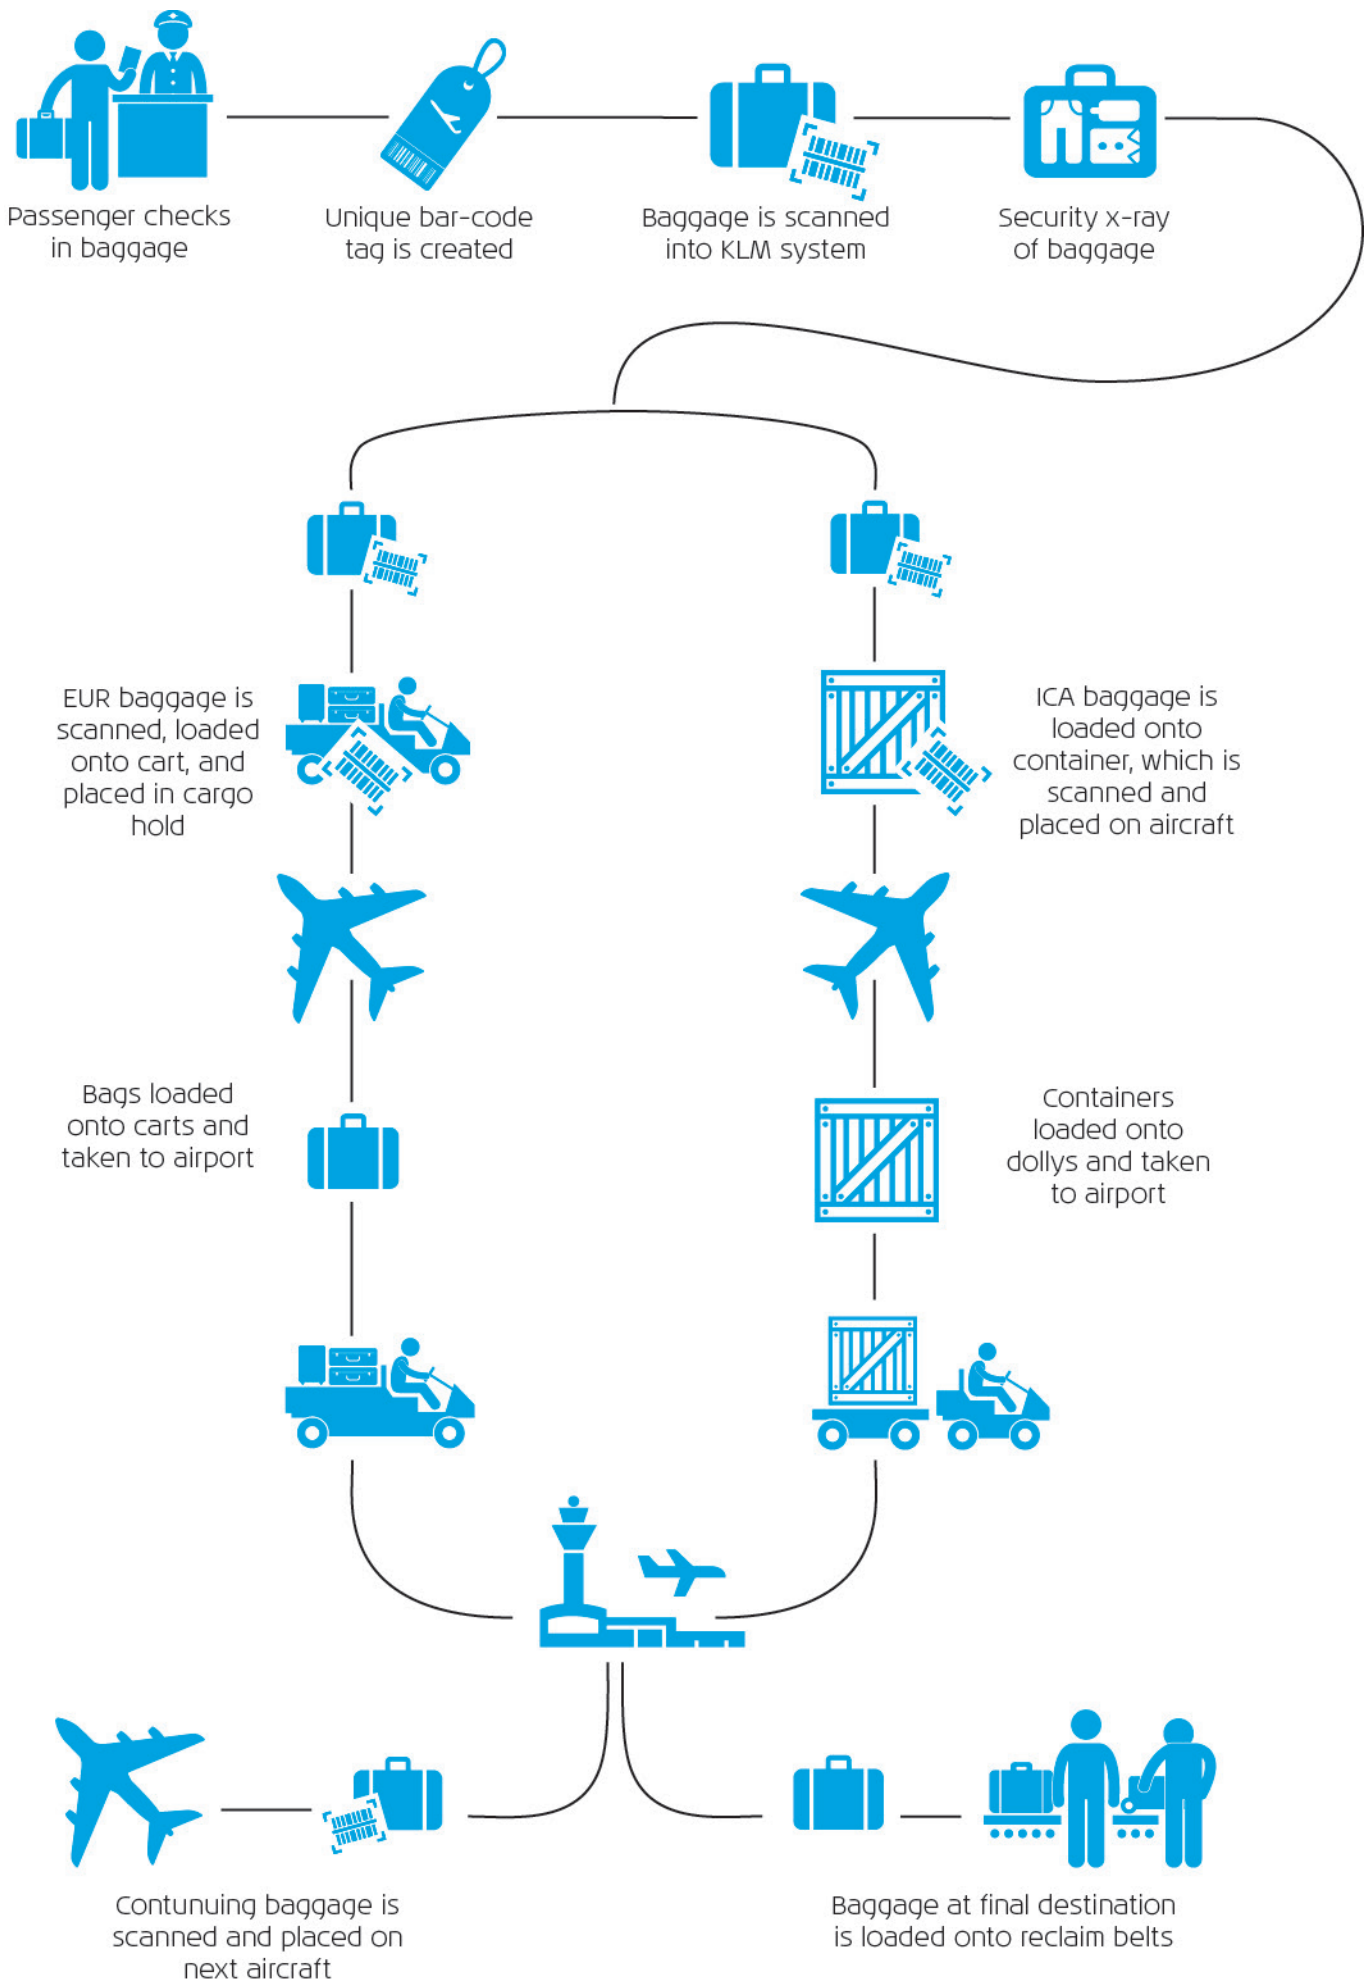 Passenger checks
in baggage
Unique bar-code
tag is created
Baggage is scanned
into KLM system
Security x-ray
of baggage
EUR baggage is
scanned, loaded
onto cart, and
placed in cargo
hold
ICA baggage is
loaded onto
container, which is
scanned and
placed on aircraft
Bags loaded
onto carts and
taken to airport
Containers
loaded onto
dollys and taken
to airport
Contunuing baggage is
scanned and placed on
next aircraft
Baggage at final destination
is loaded onto reclaim belts